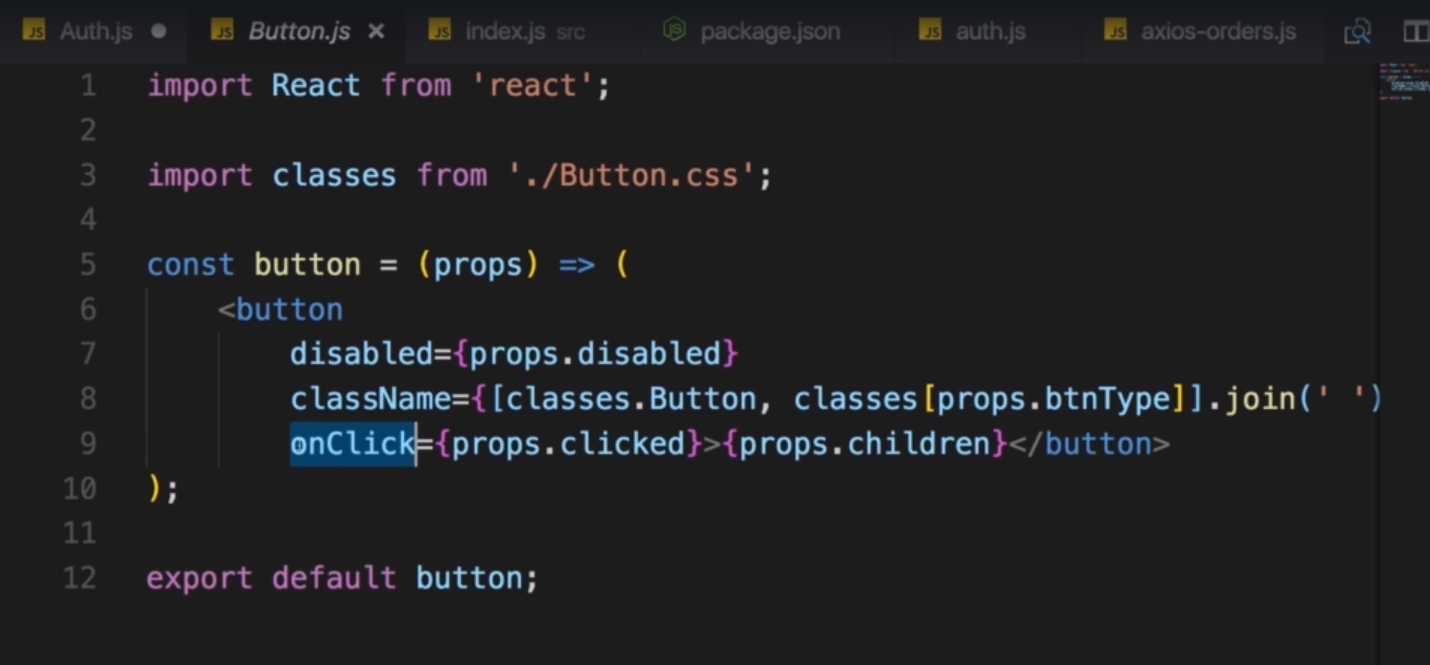 JS Auth.js JS Button.js JS index.js src JS package.json JS auth.js JS axios-orders.js
1 import React from 'react';
2
3 import classes from './Button.css';
4
5 const button = (props) => (
6 <button
7 disabled={props.disabled}
8 className={[classes.Button, classes[props.btnType]].join(' ')
9 onClick={props.clicked}>{props.children}</button>
10 );
11
12 export default button;